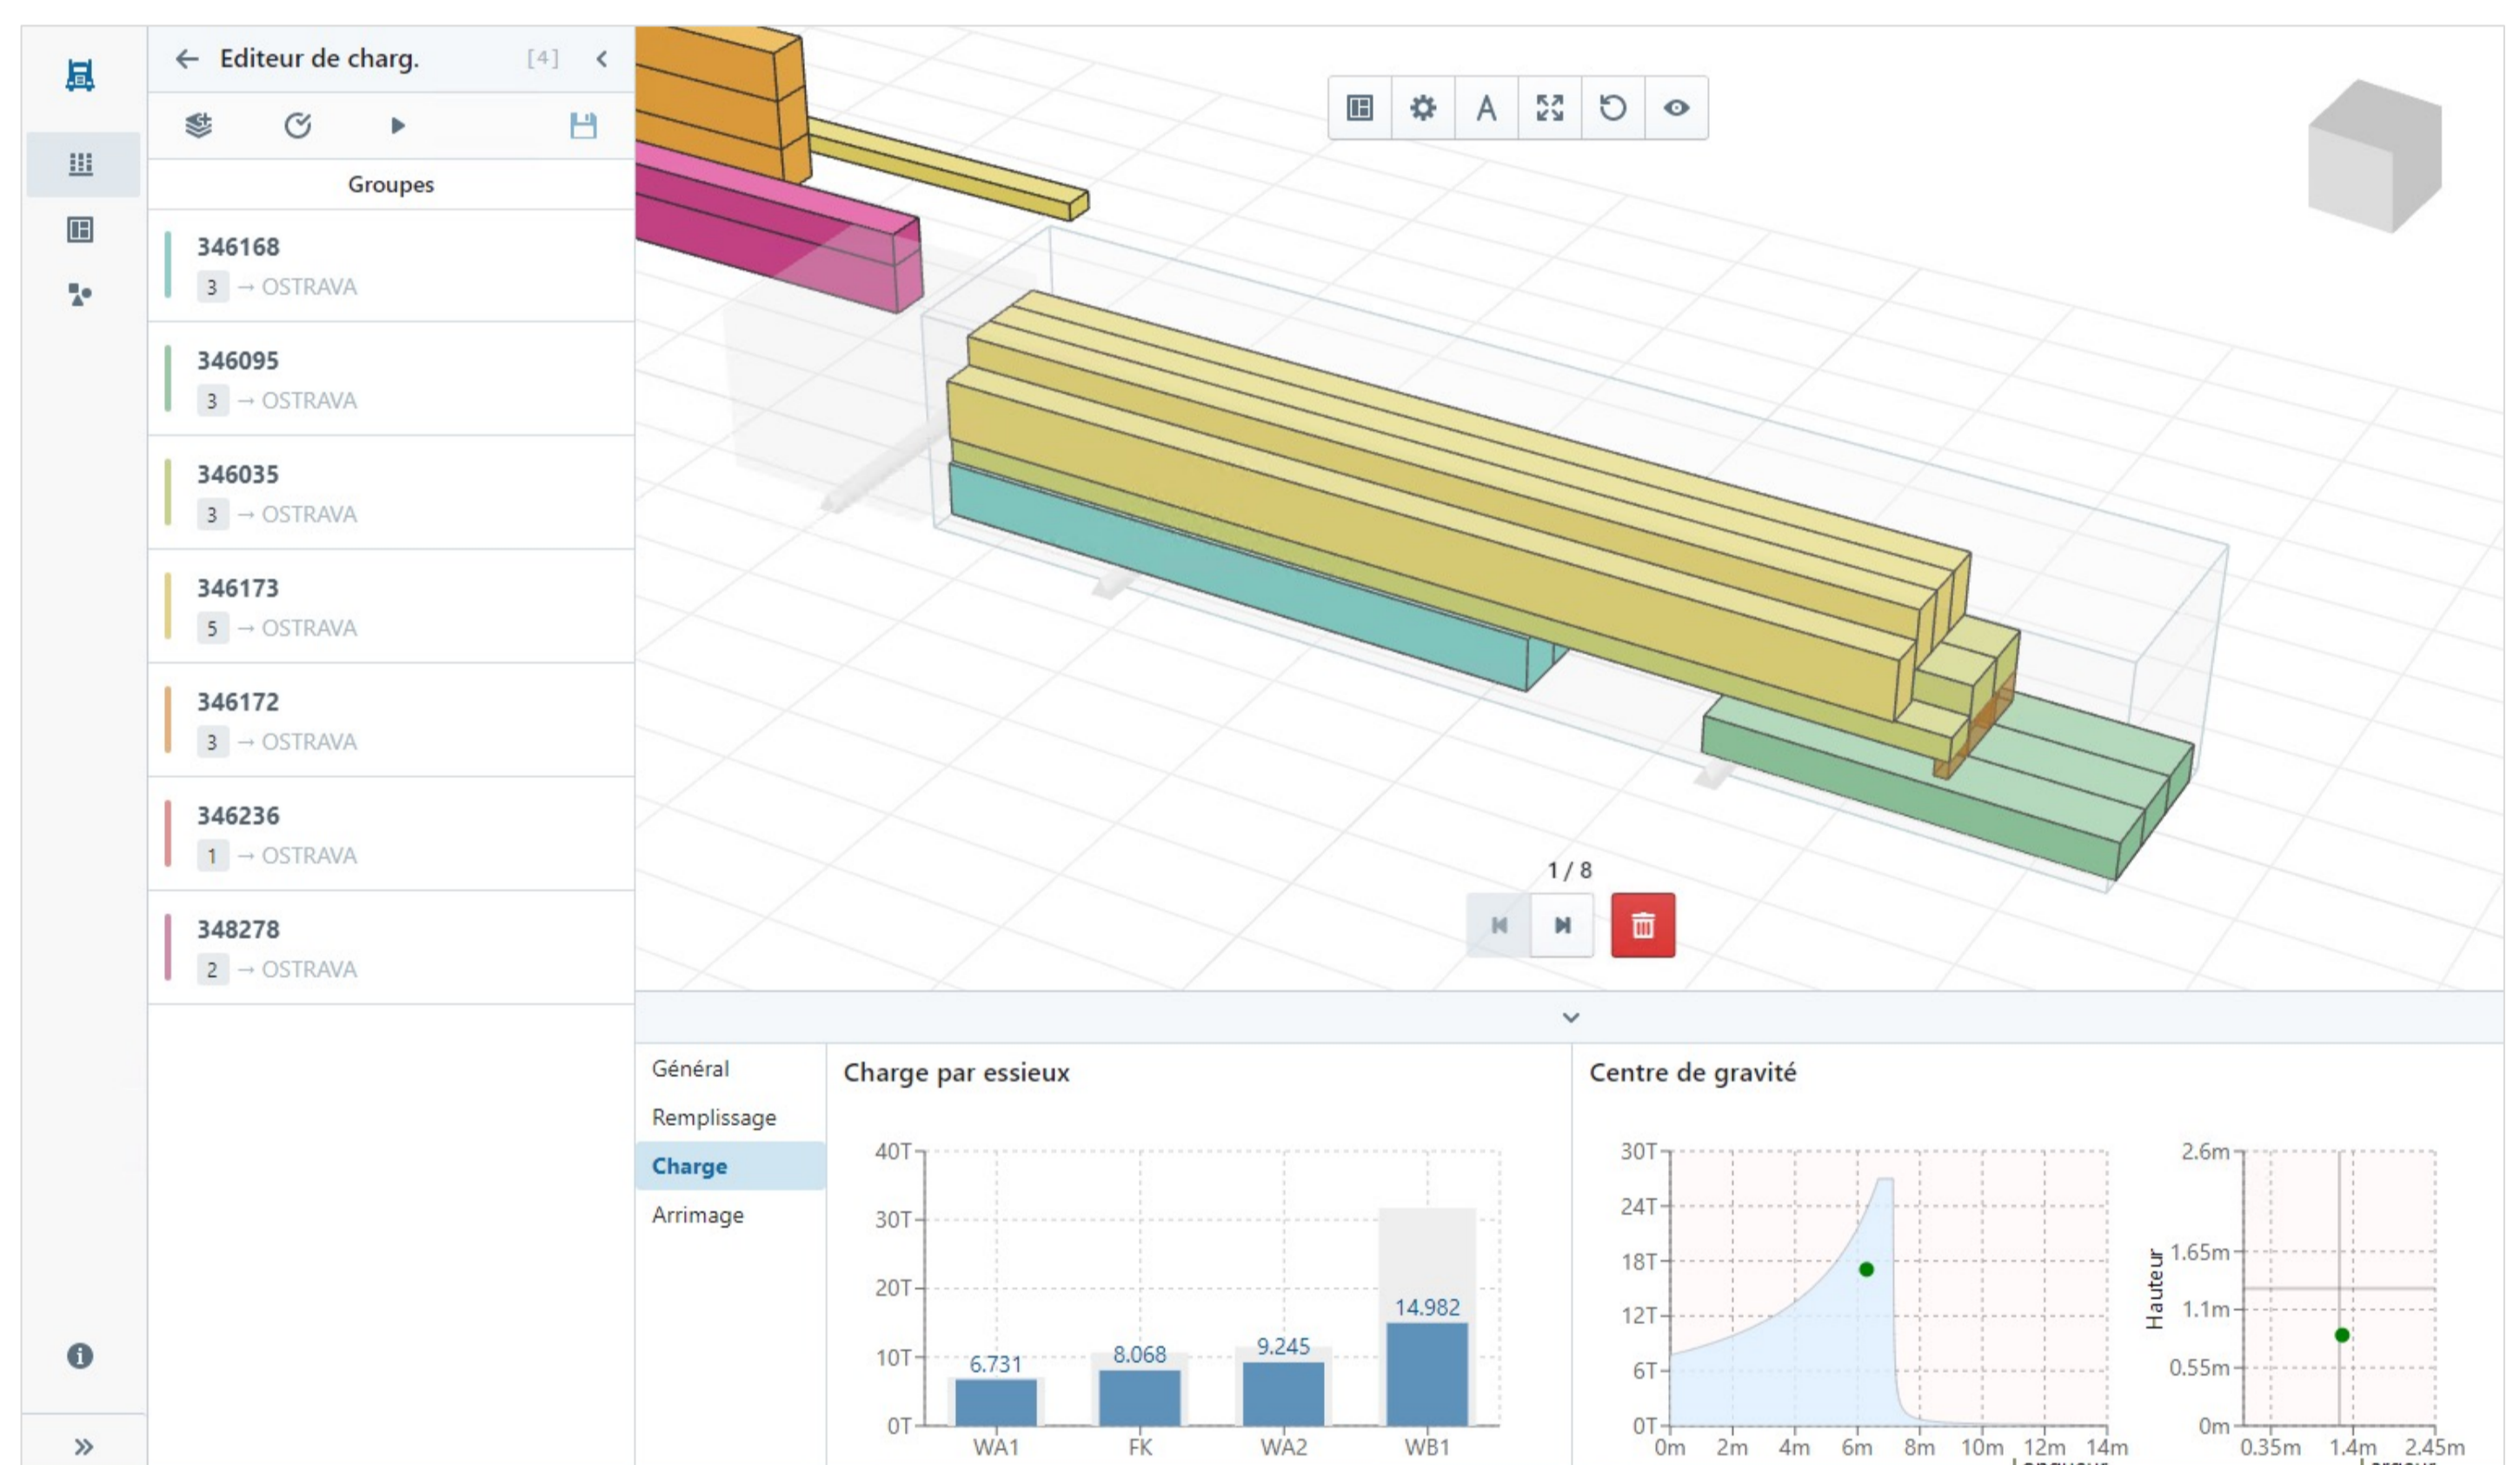 Editeur de charg.
[4]
Groupes
346168
3 → OSTRAVA
346095
3 → OSTRAVA
346035
3 → OSTRAVA
346173
5 → OSTRAVA
346172
3 → OSTRAVA
346236
1 → OSTRAVA
348278
2 → OSTRAVA
A
1 / 8
Général
Remplissage
Charge
Arrimage
Charge par essieux
40T
30T
20T
10T
0T
6.731
8.068
9.245
14.982
WA1 FK WA2 WB1
Centre de gravité
30T
24T
18T
12T
6T
0T
0m 2m 4m 6m 8m 10m 12m 14m
Hauteur
2.6m
1.65m
1.1m
0.55m
0m
0.35m 1.4m 2.45m